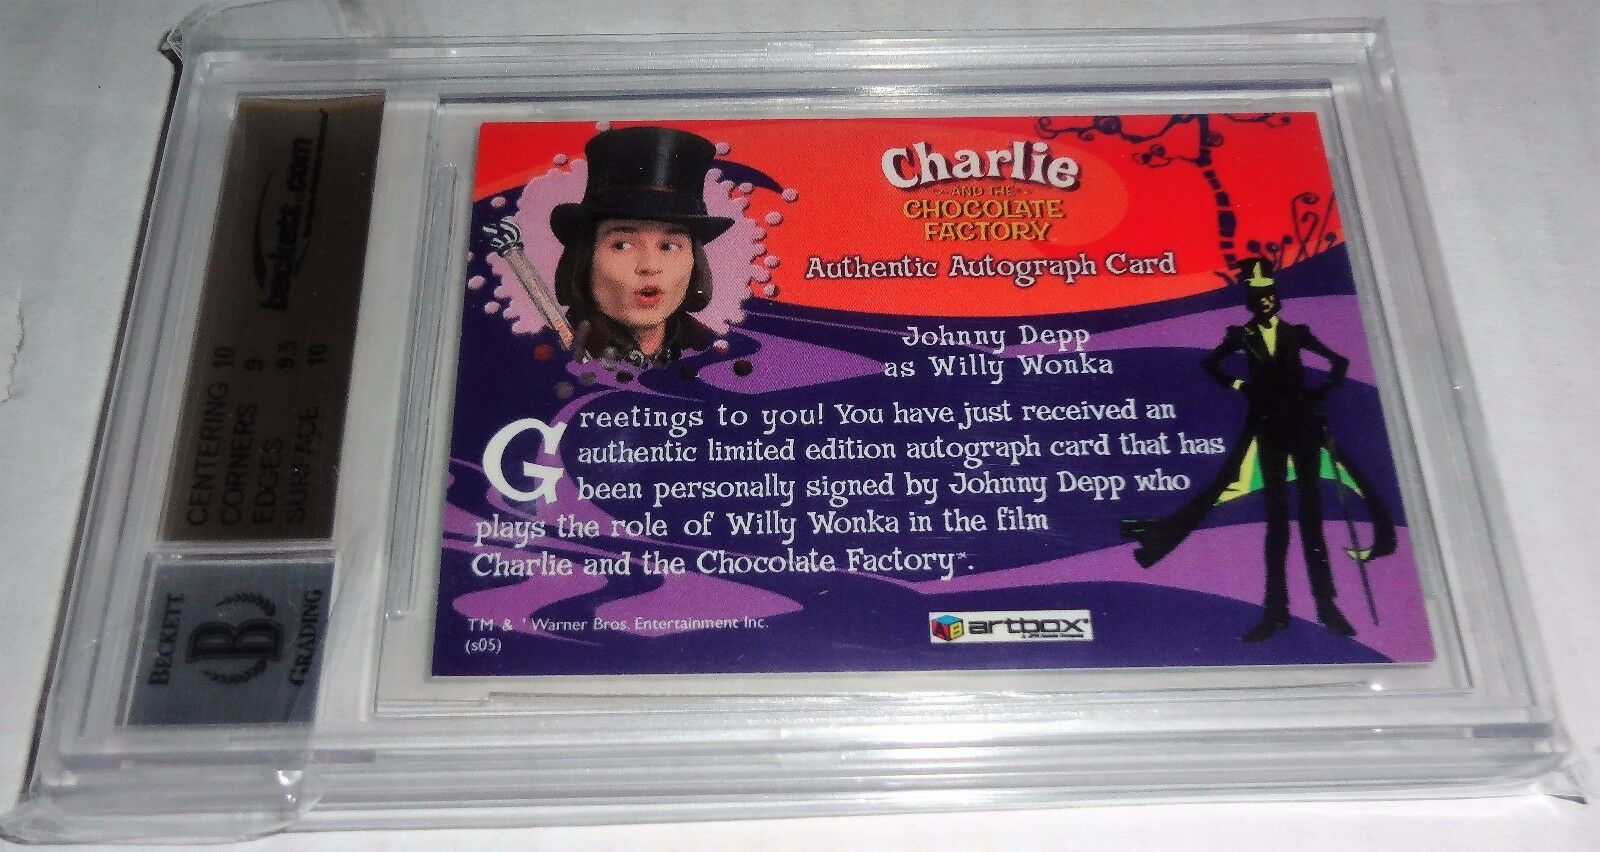 beckett.com
CENTERING 10
CORNERS 9
EDGES 9.5
SURFACE 10
BECKETT
B
GRADING
Charlie
AND THE
CHOCOLATE
FACTORY
Authentic Autograph Card
Johnny Depp
as Willy Wonka
Greetings to you! You have just received an
authentic limited edition autograph card that has
been personally signed by Johnny Depp who
plays the role of Willy Wonka in the film
Charlie and the Chocolate Factory™.
TM & Warner Bros. Entertainment Inc.
(s05)
AB artbox